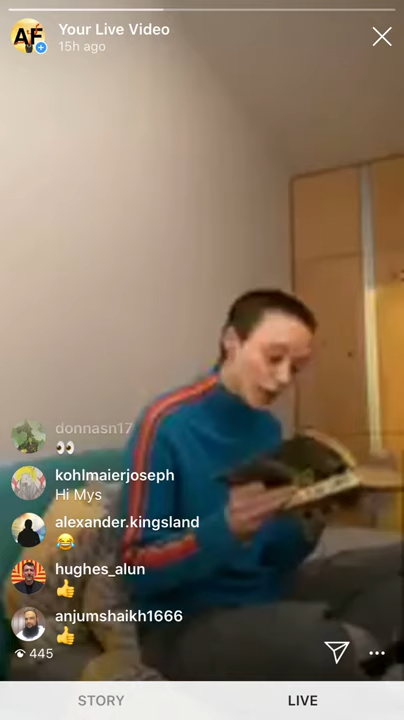 AF
Your Live Video
15h ago
donnasn17
👀
kohlmaierjoseph
Hi Mys
alexander.kingsland
😂
hughes_alun
👍
anjumshaikh1666
👍
445
STORY
LIVE